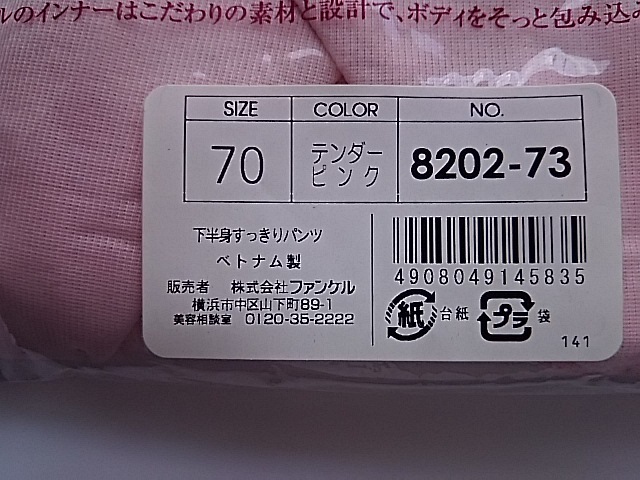 ルのインナーはこだわりの素材と設計で、ボディをそっと包み込み
SIZE COLOR NO.
70 テンダーピンク 8202-73
下半身すっきりパンツ
ベトナム製
販売者 株式会社ファンケル
横浜市中区山下町89-1
美容相談室 0120-35-2222
4908049145835
紙 台紙 プラ 袋
141